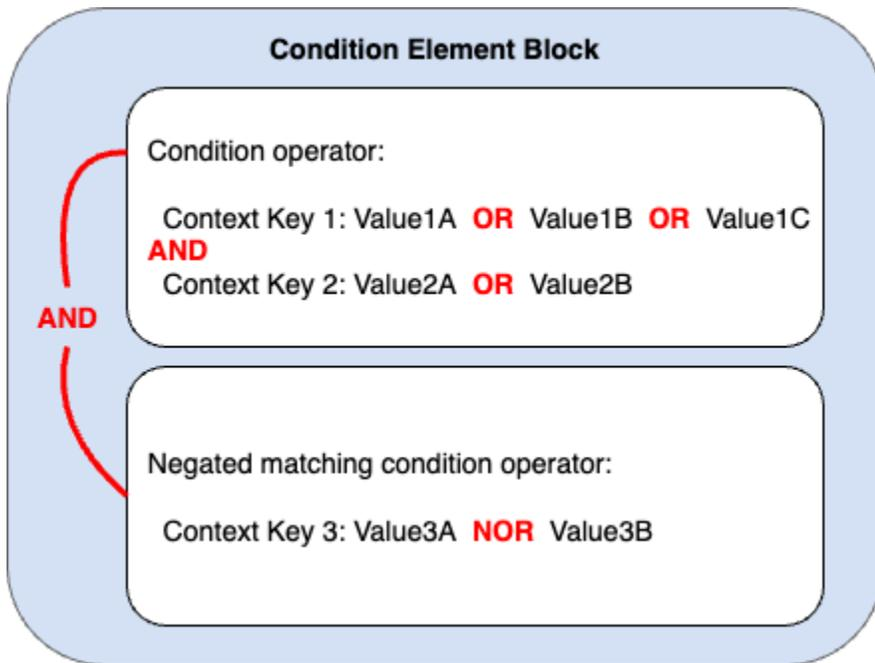 Condition Element Block
Condition operator:
Context Key 1: Value1A OR Value1B OR Value1C
AND
Context Key 2: Value2A OR Value2B
AND
Negated matching condition operator:
Context Key 3: Value3A NOR Value3B